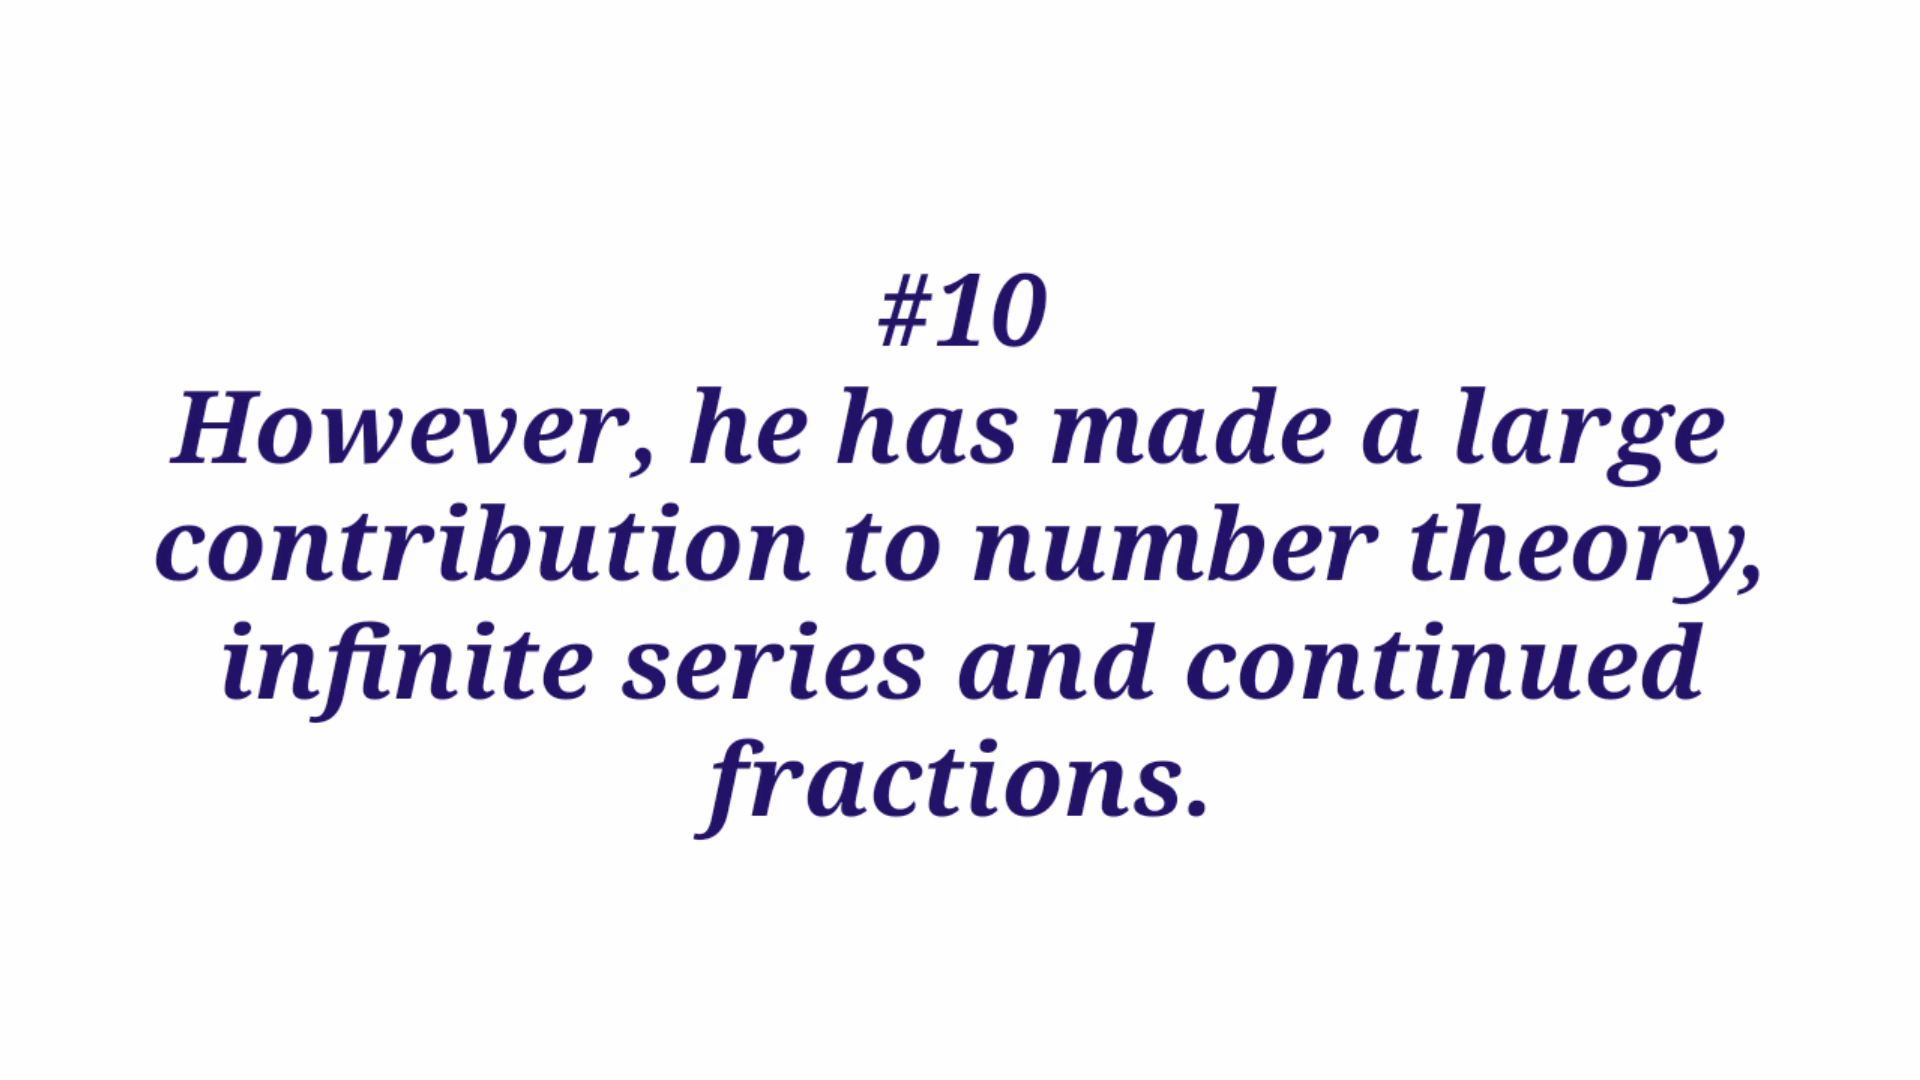 #10
However, he has made a large
contribution to number theory,
infinite series and continued
fractions.